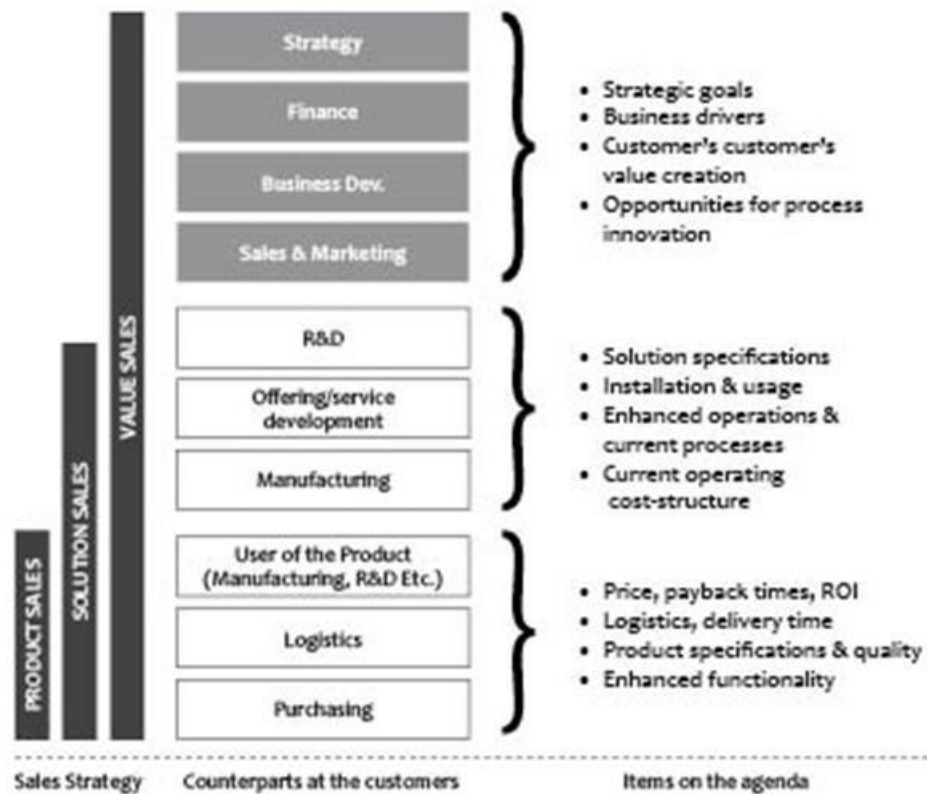 Strategy
Finance
Business Dev.
Sales & Marketing
• Strategic goals
• Business drivers
• Customer's customer's
value creation
• Opportunities for process
innovation
R&D
Offering/service
development
Manufacturing
• Solution specifications
• Installation & usage
• Enhanced operations &
current processes
• Current operating
cost-structure
User of the Product
(Manufacturing, R&D Etc.)
Logistics
Purchasing
• Price, payback times, ROI
• Logistics, delivery time
• Product specifications & quality
• Enhanced functionality
PRODUCT SALES
SOLUTION SALES
VALUE SALES
Sales Strategy
Counterparts at the customers
Items on the agenda